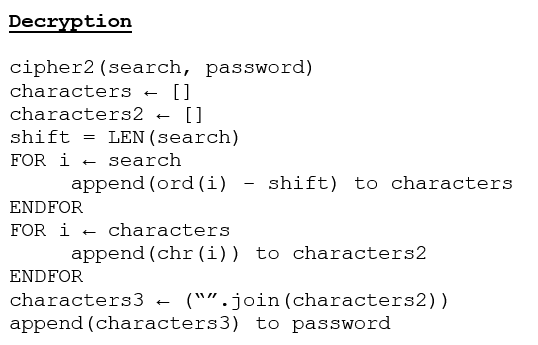 Decryption
cipher2(search, password)
characters ← []
characters2 ← []
shift = LEN(search)
FOR i ← search
append(ord(i) – shift) to characters
ENDFOR
FOR i ← characters
append(chr(i)) to characters2
ENDFOR
characters3 ← (“”.join(characters2))
append(characters3) to password